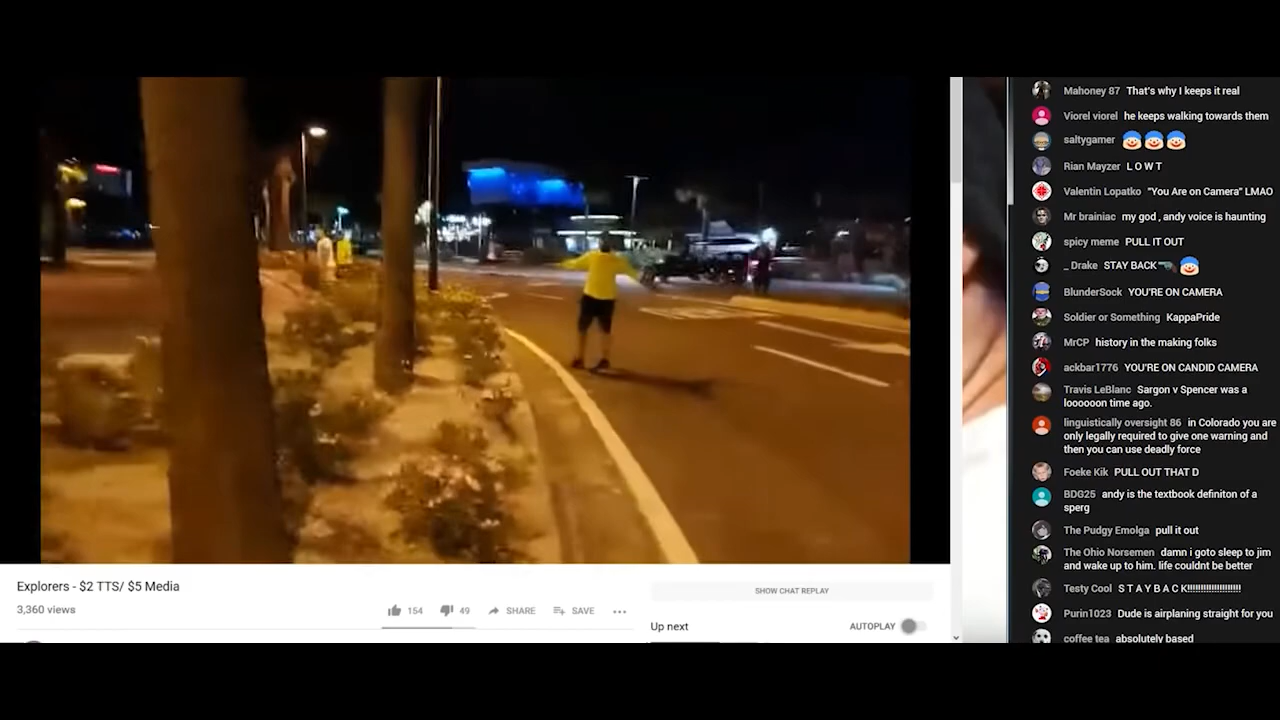 Mahoney 87 That's why I keeps it real
Viorel viorel he keeps walking towards them
saltygamer
Rian Mayzer L O W T
Valentin Lopatko "You Are on Camera" LMAO
Mr brainiac my god , andy voice is haunting
spicy meme PULL IT OUT
_ Drake STAY BACK
BlunderSock YOU'RE ON CAMERA
Soldier or Something KappaPride
MrCP history in the making folks
ackbar1776 YOU'RE ON CANDID CAMERA
Travis LeBlanc Sargon v Spencer was a
loooooon time ago.
linguistically oversight 86 in Colorado you are
only legally required to give one warning and
then you can use deadly force
Foeke Kik PULL OUT THAT D
BDG25 andy is the textbook definiton of a
sperg
The Pudgy Emolga pull it out
The Ohio Norsemen damn i goto sleep to jim
and wake up to him. life couldnt be better
Testy Cool S T A Y B A C K!!!!!!!!!!!!!!!!!!!!!!
Purin1023 Dude is airplaning straight for you
coffee tea absolutely based
Explorers - $2 TTS/ $5 Media
3,360 views
154 49 SHARE SAVE
SHOW CHAT REPLAY
Up next AUTOPLAY